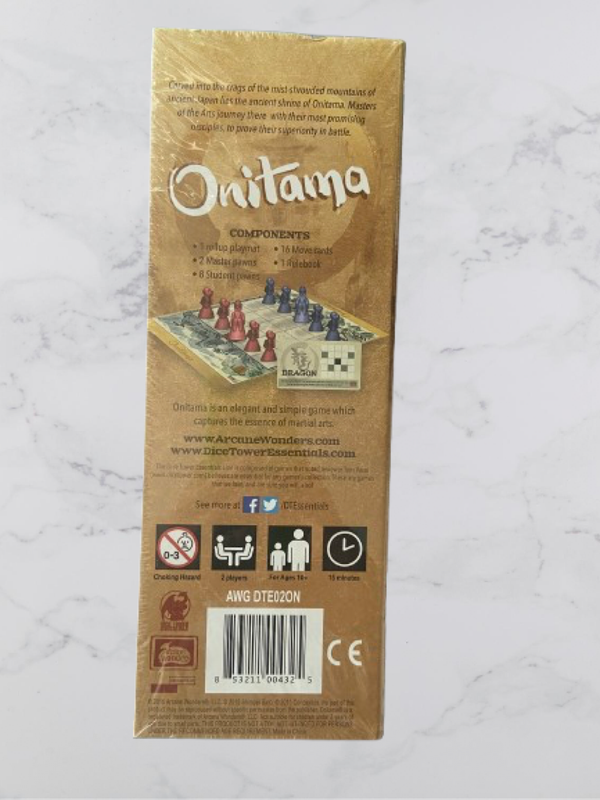 Carved into the crags of the mist-shrouded mountains of
ancient Japan lies the ancient shrine of Onitama. Masters
of the Arts journey there with their most promising
disciples, to prove their superiority in battle.
Onitama
COMPONENTS
• 1 rollup playmat
• 2 Master pawns
• 8 Student pawns
• 16 Move cards
• 1 Rulebook
DRAGON
Onitama is an elegant and simple game which
captures the essence of martial arts.
www.ArcaneWonders.com
www.DiceTowerEssentials.com
See more at /DTEssentials
0-3
Choking Hazard
2 players
For Ages 14+
15 minutes
AWG DTE02ON
8 53211 00432 5
CE